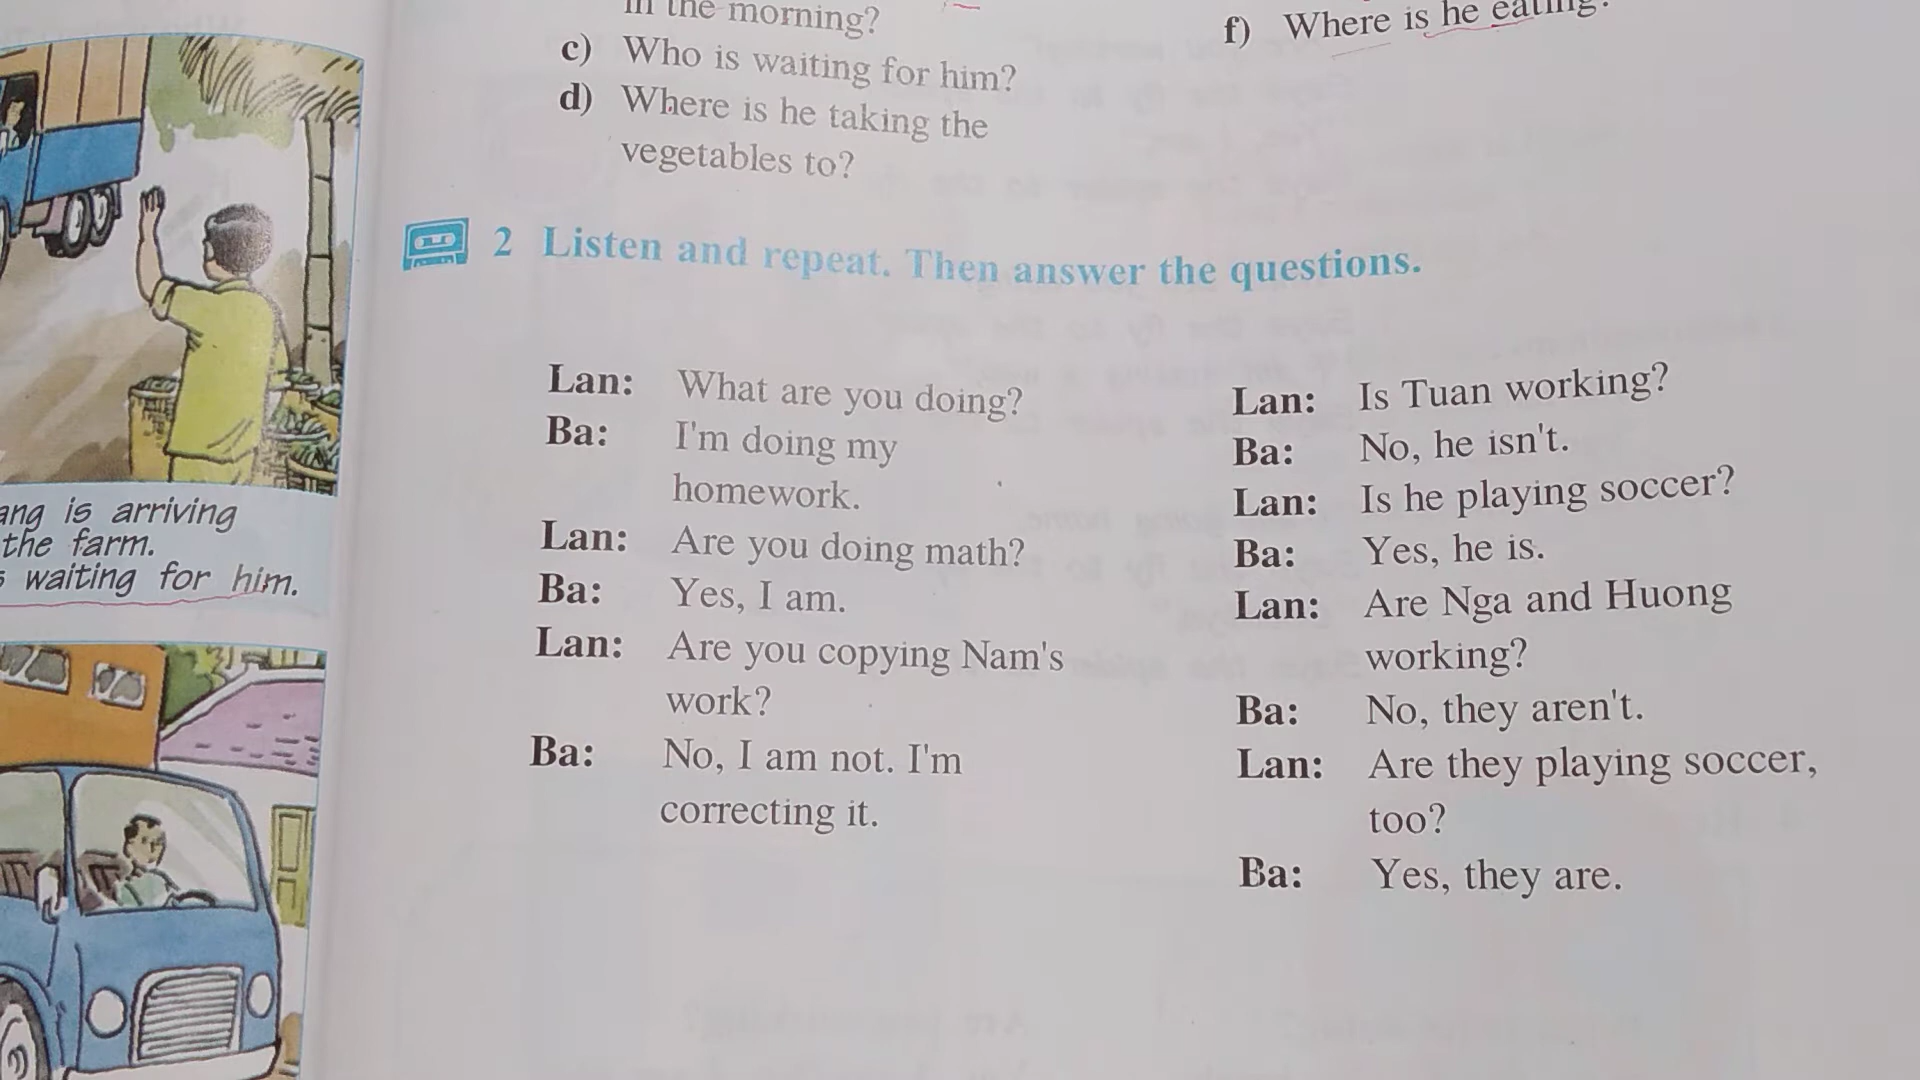 in the morning?
c) Who is waiting for him?
d) Where is he taking the
vegetables to?
f) Where is he eating?
2 Listen and repeat. Then answer the questions.
Lan: What are you doing?
Ba: I'm doing my
homework.
Lan: Are you doing math?
Ba: Yes, I am.
Lan: Are you copying Nam's
work?
Ba: No, I am not. I'm
correcting it.
Lan: Is Tuan working?
Ba: No, he isn't.
Lan: Is he playing soccer?
Ba: Yes, he is.
Lan: Are Nga and Huong
working?
Ba: No, they aren't.
Lan: Are they playing soccer,
too?
Ba: Yes, they are.
is arriving
the farm.
waiting for him.